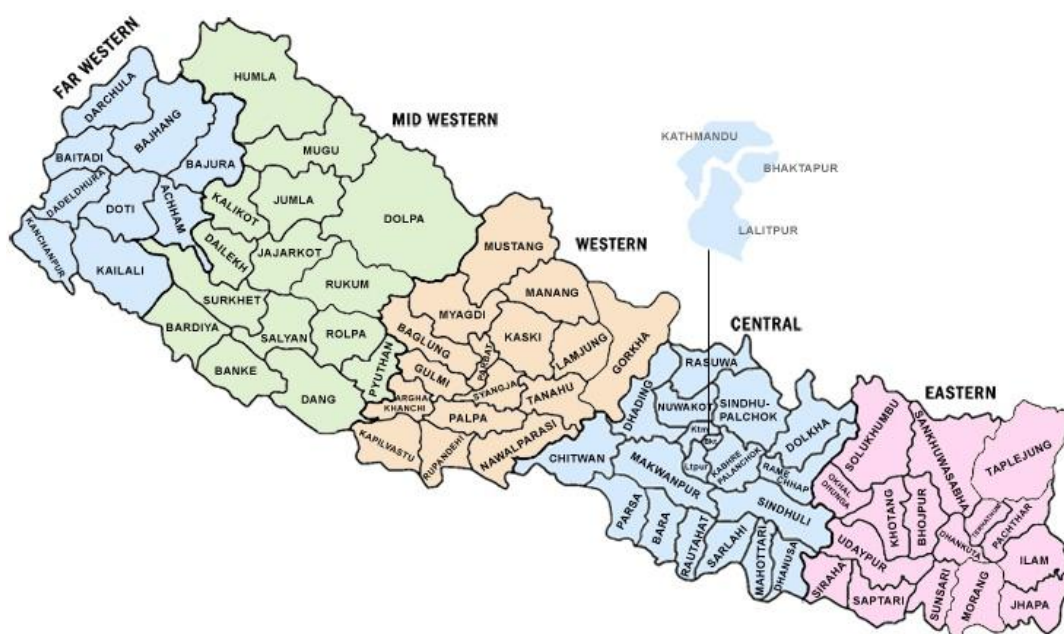 FAR WESTERN
DARCHULA
BAJHANG
BAITADI
BAJURA
DADELDHURA
DOTI
ACHHAM
KANCHANPUR
KAILALI
MID WESTERN
HUMLA
MUGU
KALIKOT
JUMLA
DOLPA
DAILEKH
JAJARKOT
SURKHET
RUKUM
BARDIYA
SALYAN
ROLPA
BANKE
PYUTHAN
DANG
WESTERN
MUSTANG
MANANG
MYAGDI
BAGLUNG
PARBAT
KASKI
LAMJUNG
GORKHA
GULMI
SYANGJA
TANAHU
ARGHA
KHANCHI
PALPA
KAPILVASTU
RUPANDEHI
NAWALPARASI
KATHMANDU
BHAKTAPUR
LALITPUR
CENTRAL
RASUWA
DHADING
NUWAKOT
SINDHU-
PALCHOK
DOLKHA
Ktm
Bkt
Ltpur
KABHRE
PALANCHOK
RAME
CHHAP
CHITWAN
MAKWANPUR
SINDHULI
PARSA
BARA
RAUTAHAT
SARLAHI
MAHOTTARI
DHANUSA
EASTERN
SOLUKHUMBU
SANKHUWASABHA
TAPLEJUNG
OKHAL
DHUNGA
KHOTANG
BHOJPUR
PACHTHAR
DHANKUTA
UDAYPUR
ILAM
SIRAHA
SAPTARI
SUNSARI
MORANG
JHAPA